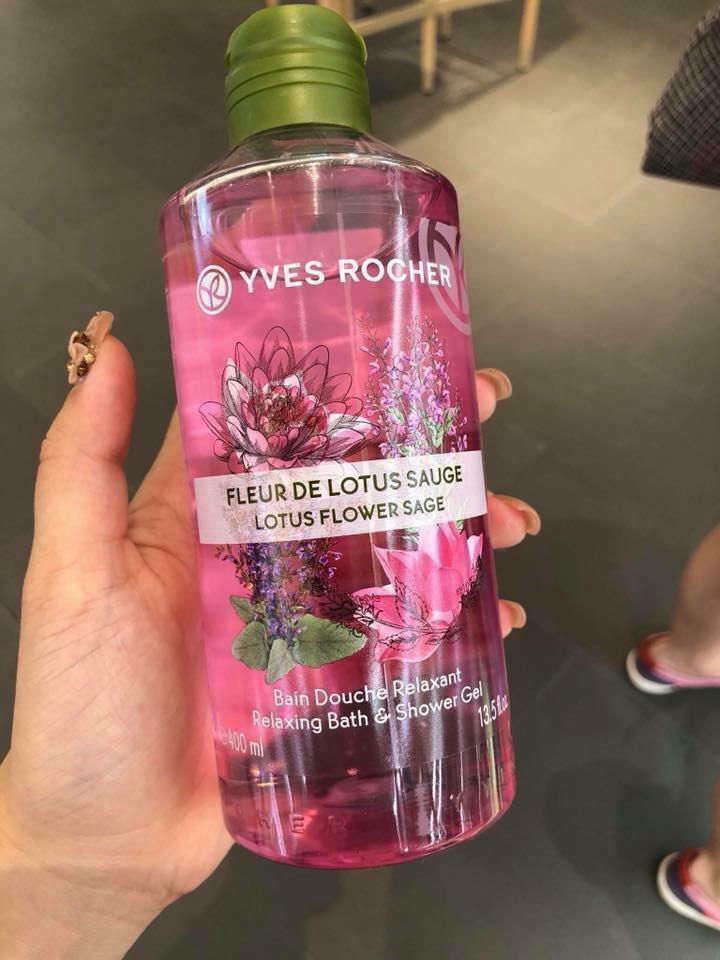 YVES ROCHER
FLEUR DE LOTUS SAUGE
LOTUS FLOWER SAGE
Bain Douche Relaxant
Relaxing Bath & Shower Gel
400 ml
13.5 fl.oz.